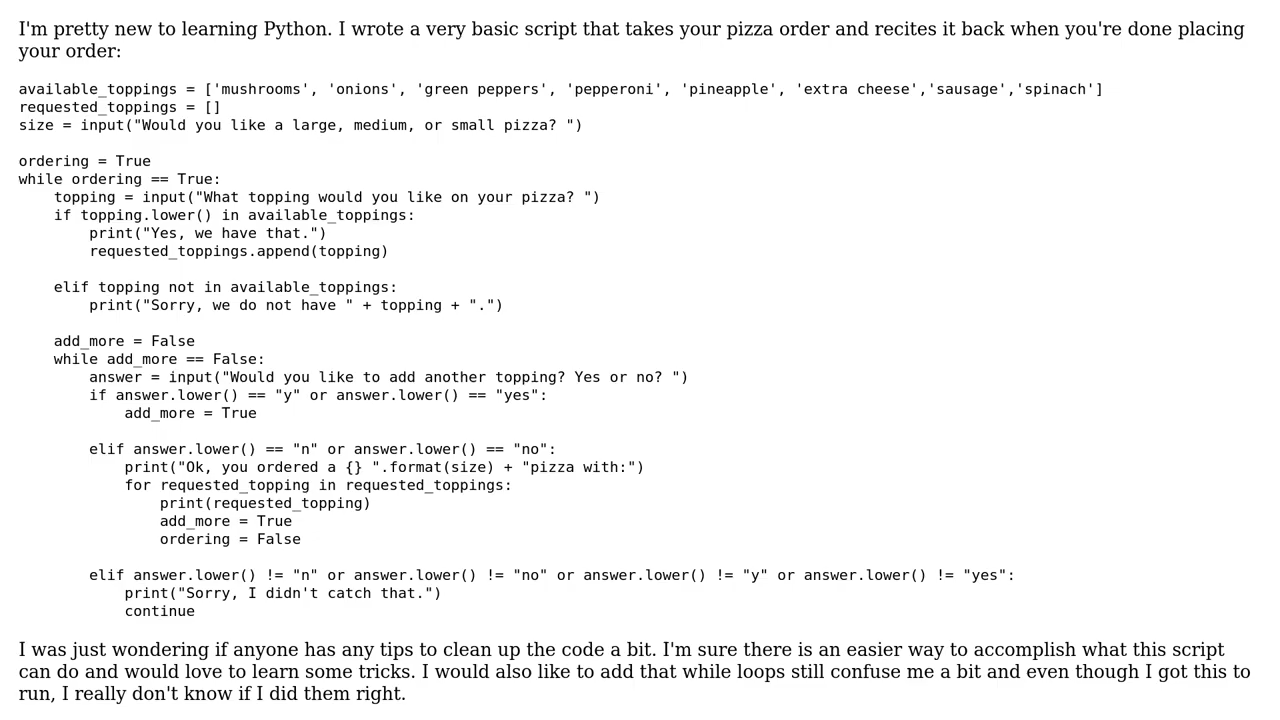 I'm pretty new to learning Python. I wrote a very basic script that takes your pizza order and recites it back when you're done placing
your order:
available_toppings = ['mushrooms', 'onions', 'green peppers', 'pepperoni', 'pineapple', 'extra cheese','sausage','spinach']
requested_toppings = []
size = input("Would you like a large, medium, or small pizza? ")

ordering = True
while ordering == True:
    topping = input("What topping would you like on your pizza? ")
    if topping.lower() in available_toppings:
        print("Yes, we have that.")
        requested_toppings.append(topping)

    elif topping not in available_toppings:
        print("Sorry, we do not have " + topping + ".")

    add_more = False
    while add_more == False:
        answer = input("Would you like to add another topping? Yes or no? ")
        if answer.lower() == "y" or answer.lower() == "yes":
            add_more = True

        elif answer.lower() == "n" or answer.lower() == "no":
            print("Ok, you ordered a {} ".format(size) + "pizza with:")
            for requested_topping in requested_toppings:
                print(requested_topping)
                add_more = True
                ordering = False

        elif answer.lower() != "n" or answer.lower() != "no" or answer.lower() != "y" or answer.lower() != "yes":
            print("Sorry, I didn't catch that.")
            continue
I was just wondering if anyone has any tips to clean up the code a bit. I'm sure there is an easier way to accomplish what this script
can do and would love to learn some tricks. I would also like to add that while loops still confuse me a bit and even though I got this to
run, I really don't know if I did them right.